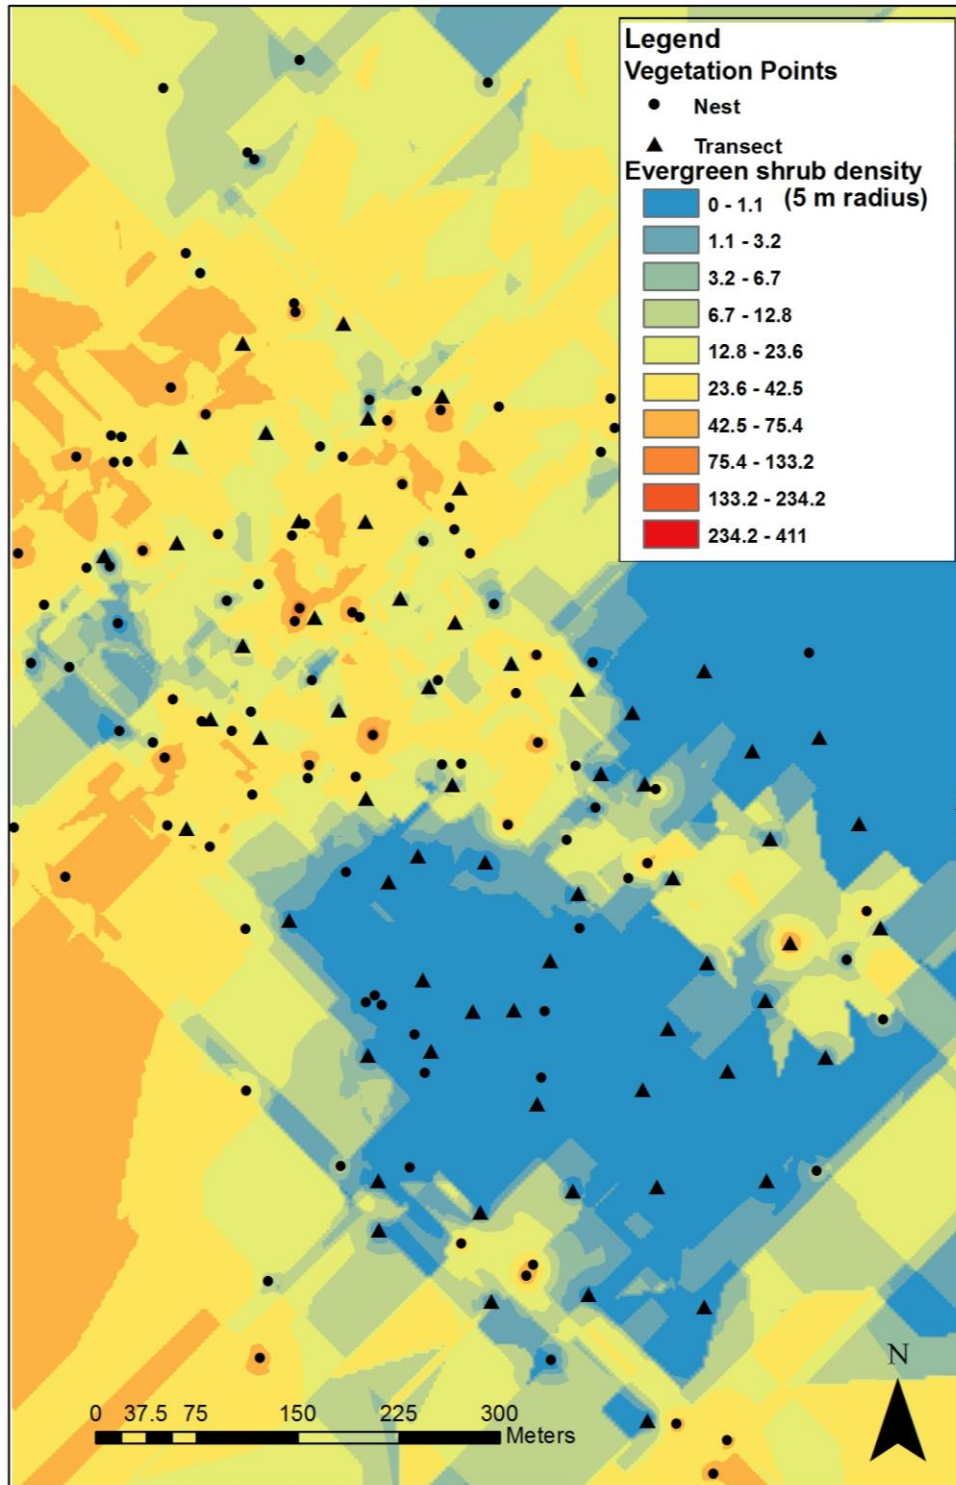 Legend
Vegetation Points
Nest
Transect
Evergreen shrub density
(5 m radius)
0 - 1.1
1.1 - 3.2
3.2 - 6.7
6.7 - 12.8
12.8 - 23.6
23.6 - 42.5
42.5 - 75.4
75.4 - 133.2
133.2 - 234.2
234.2 - 411
N
0 37.5 75 150 225 300
Meters